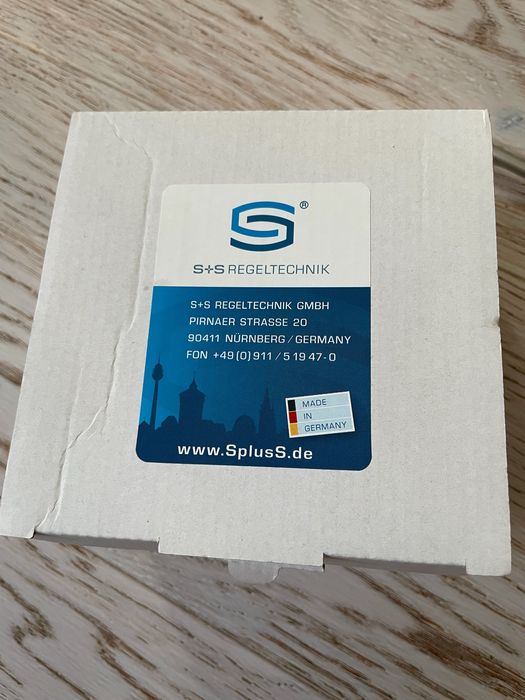 ®
S+S REGELTECHNIK
S+S REGELTECHNIK GMBH
PIRNAER STRASSE 20
90411 NÜRNBERG / GERMANY
FON +49 (0) 911 / 5 19 47-0
MADE
IN
GERMANY
www.SplusS.de